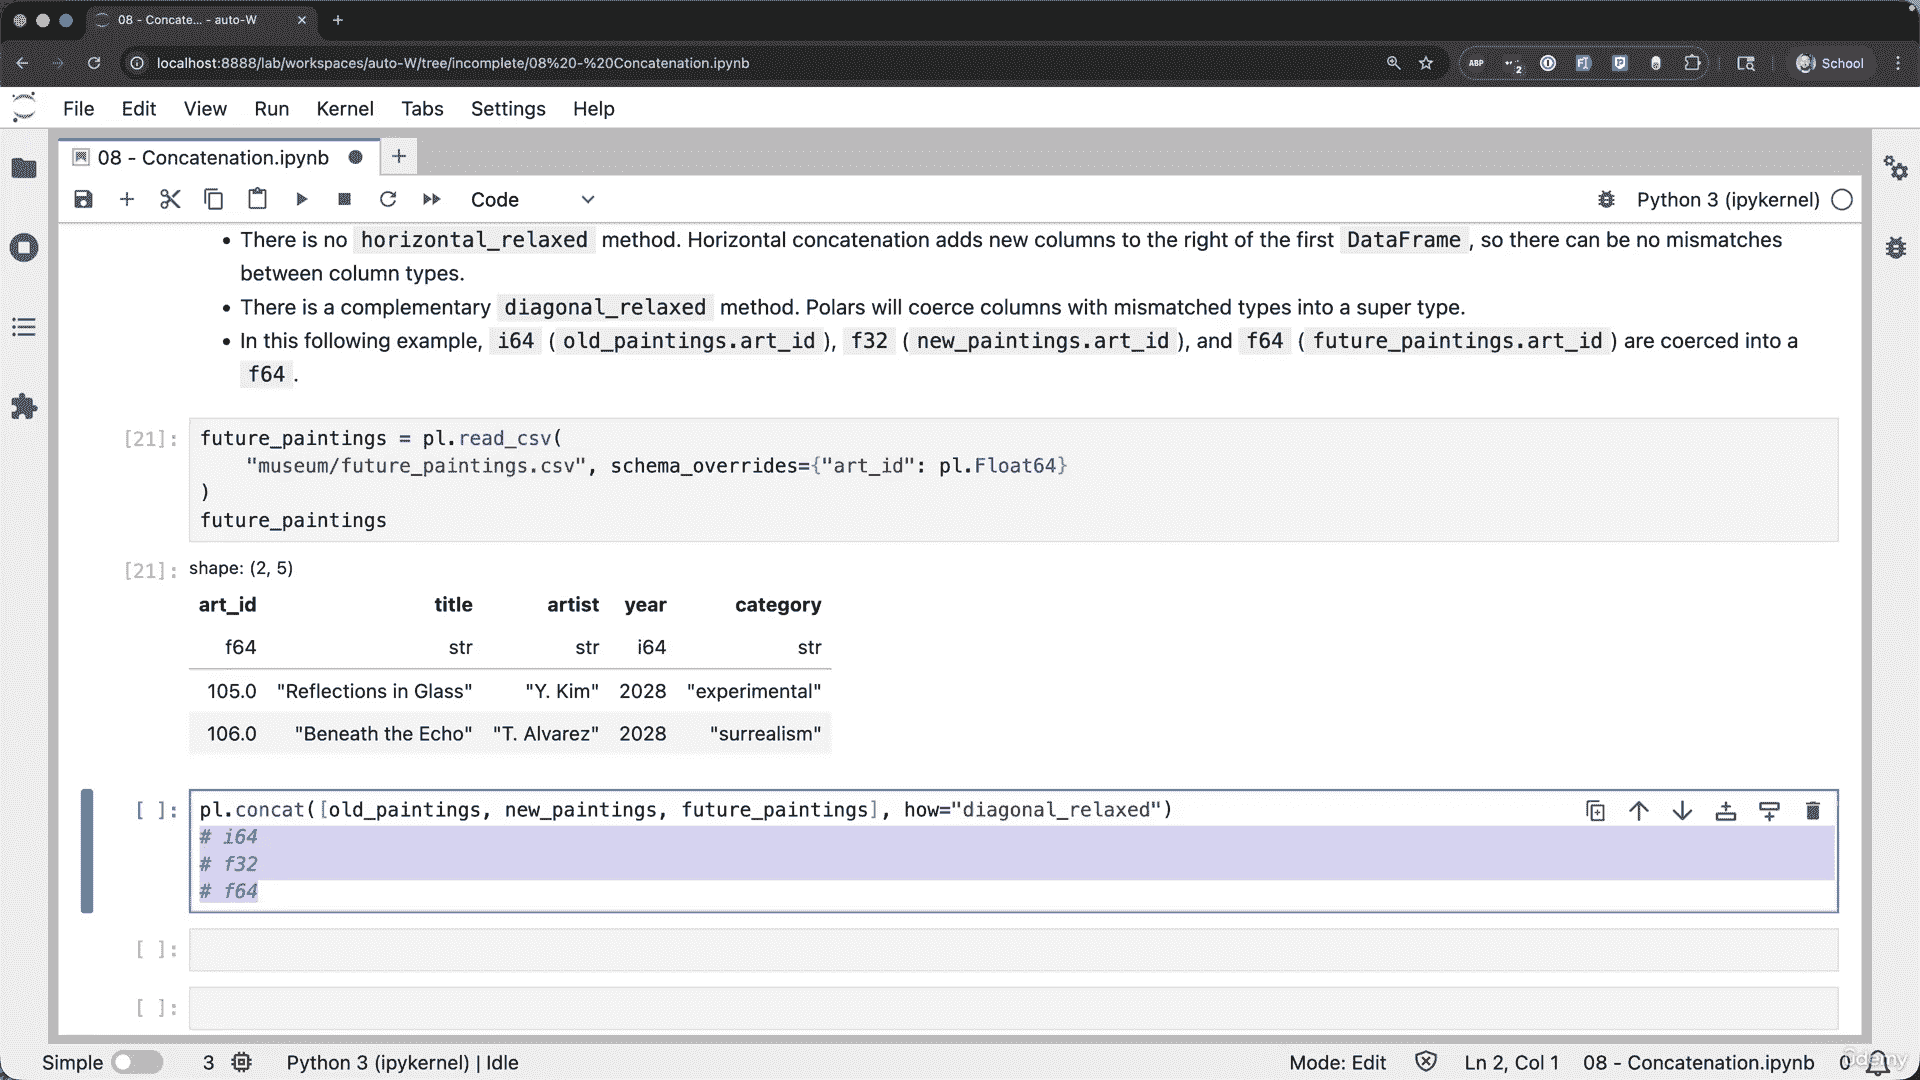 08 - Concate... - auto-W
localhost:8888/lab/workspaces/auto-W/tree/incomplete/08%20-%20Concatenation.ipynb
ABP
2
School
File Edit View Run Kernel Tabs Settings Help
08 - Concatenation.ipynb
Code
Python 3 (ipykernel)
• There is no horizontal_relaxed method. Horizontal concatenation adds new columns to the right of the first DataFrame, so there can be no mismatches
between column types.
• There is a complementary diagonal_relaxed method. Polars will coerce columns with mismatched types into a super type.
• In this following example, i64 ( old_paintings.art_id ), f32 ( new_paintings.art_id ), and f64 ( future_paintings.art_id ) are coerced into a
f64 .
[21]: future_paintings = pl.read_csv(
"museum/future_paintings.csv", schema_overrides={"art_id": pl.Float64}
)
future_paintings
[21]: shape: (2, 5)
art_id title artist year category
f64 str str i64 str
105.0 "Reflections in Glass" "Y. Kim" 2028 "experimental"
106.0 "Beneath the Echo" "T. Alvarez" 2028 "surrealism"
[ ]: pl.concat([old_paintings, new_paintings, future_paintings], how="diagonal_relaxed")
# i64
# f32
# f64
[ ]:
[ ]:
Simple 3 Python 3 (ipykernel) | Idle Mode: Edit Ln 2, Col 1 08 - Concatenation.ipynb 0
udemy